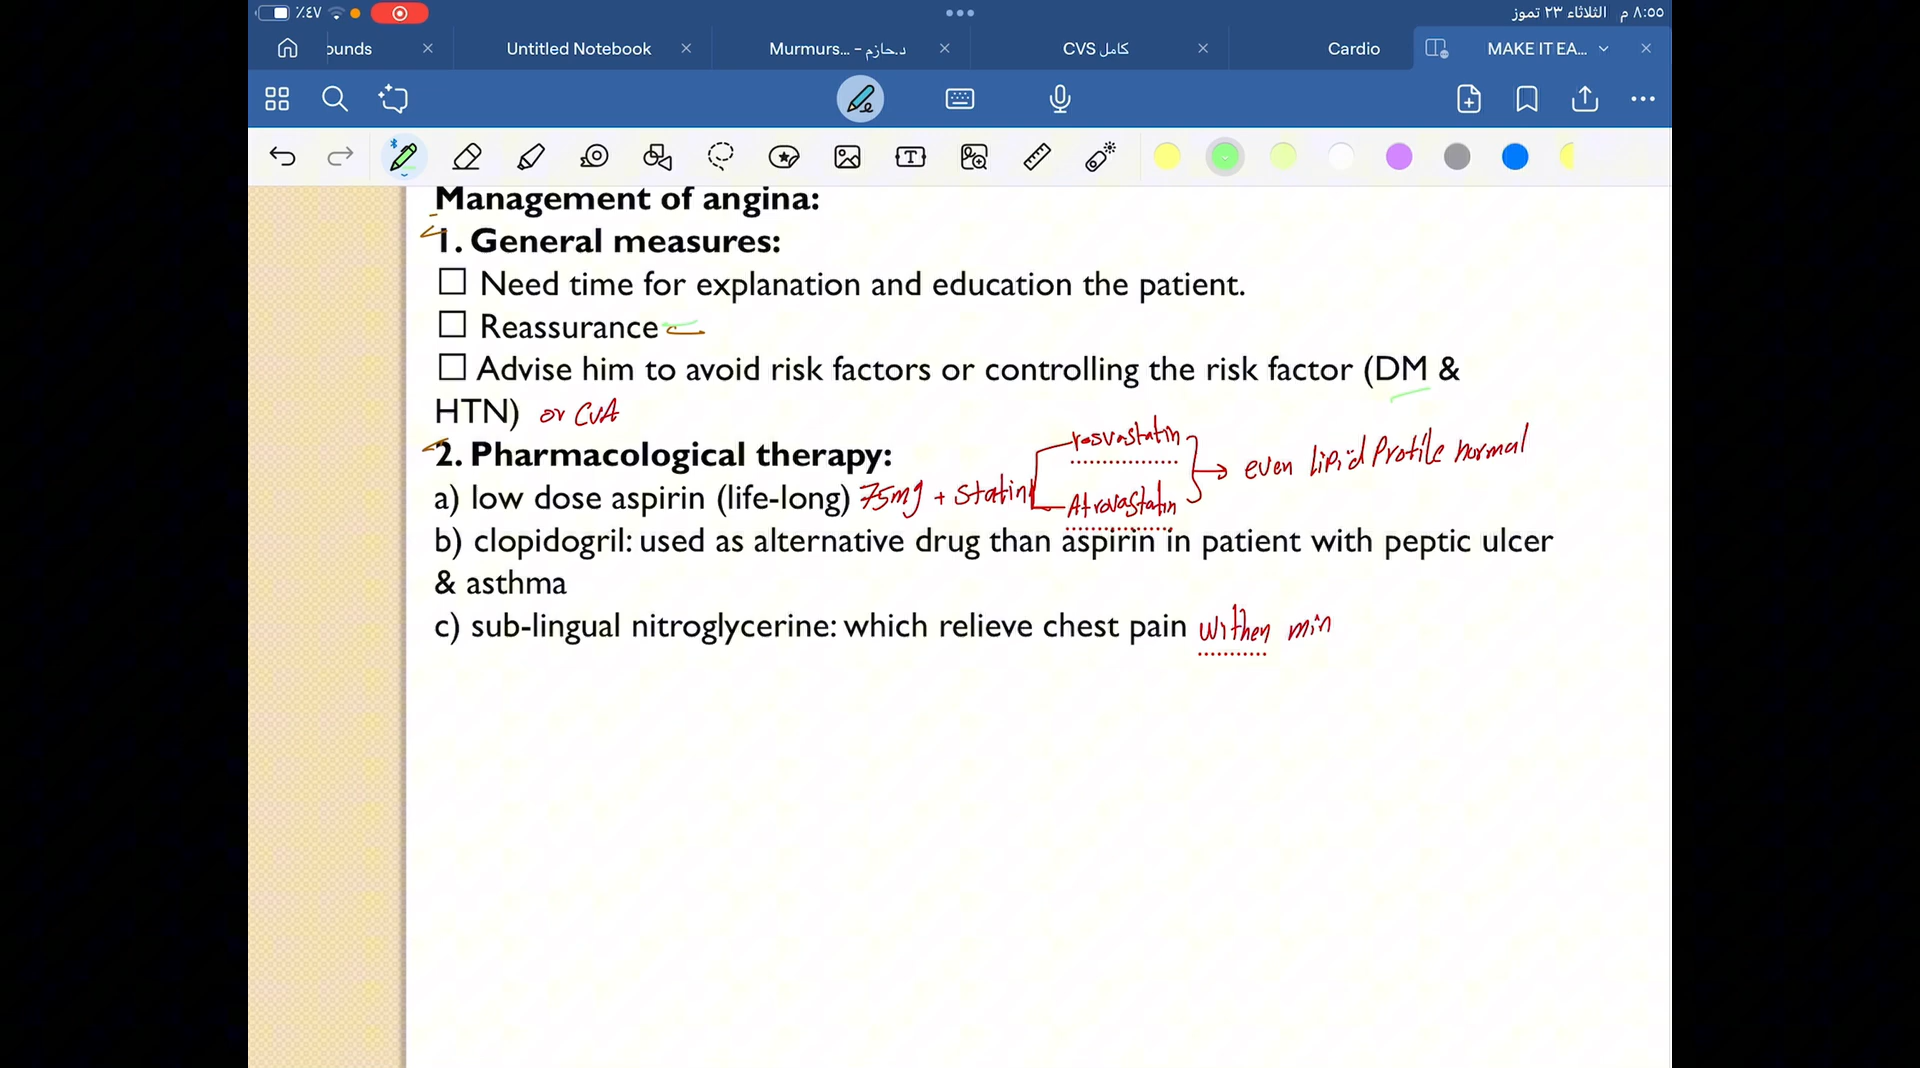 ٪٤٧
٨:٥٥ م الثلاثاء ٢٣ تموز
ounds
Untitled Notebook
Murmurs... – د.حازم
CVS كامل
Cardio
MAKE IT EA...
Management of angina:
1. General measures:
☐ Need time for explanation and education the patient.
☐ Reassurance
☐ Advise him to avoid risk factors or controlling the risk factor (DM &
HTN) or CVA
2. Pharmacological therapy:
rosvastatin
even lipid Profile normal
a) low dose aspirin (life-long) 75mg + statin
Atrovastatin
b) clopidogril: used as alternative drug than aspirin in patient with peptic ulcer
& asthma
c) sub-lingual nitroglycerine: which relieve chest pain withen min